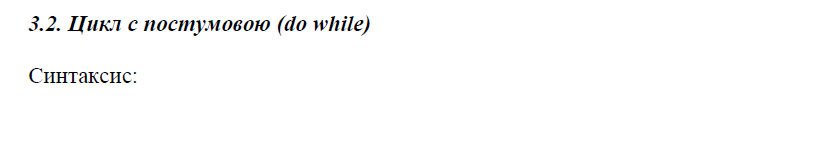 3.2. Цикл с постумовою (do while)
Синтаксис: